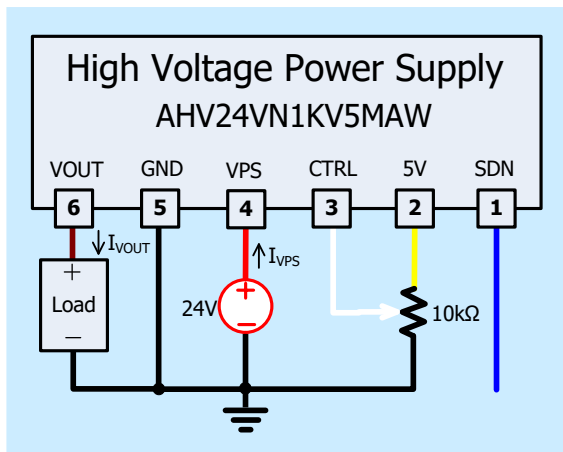 High Voltage Power Supply
AHV24VN1KV5MAW
VOUT GND VPS CTRL 5V SDN
6 5 4 3 2 1
IVOUT
IVPS
+
Load
−
+
24V
−
10kΩ